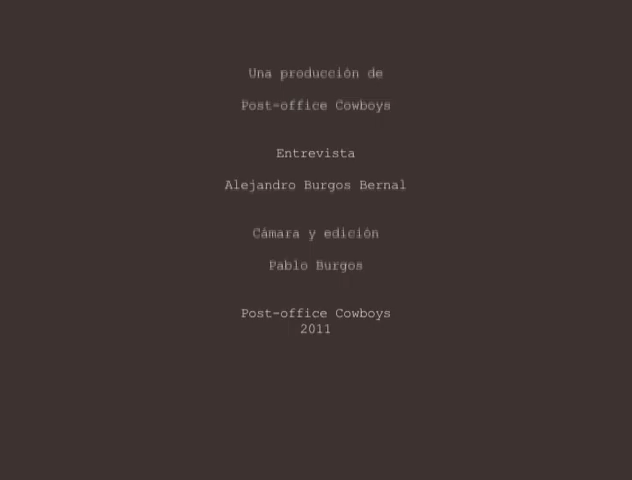 Una producción de
Post-office Cowboys
Entrevista
Alejandro Burgos Bernal
Cámara y edición
Pablo Burgos
Post-office Cowboys
2011